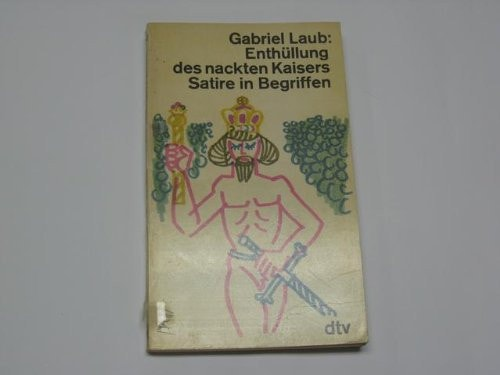 Gabriel Laub:
Enthüllung
des nackten Kaisers
Satire in Begriffen
dtv